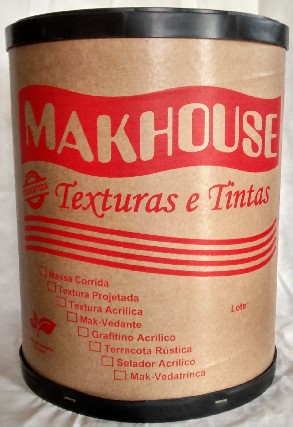 MAKHOUSE
Texturas e Tintas
Massa Corrida
Textura Projetada
Textura Acrílica
Mak-Vedante
Grafitino Acrílico
Terracota Rústica
Selador Acrílico
Mak-Vedatrinca
Lote: